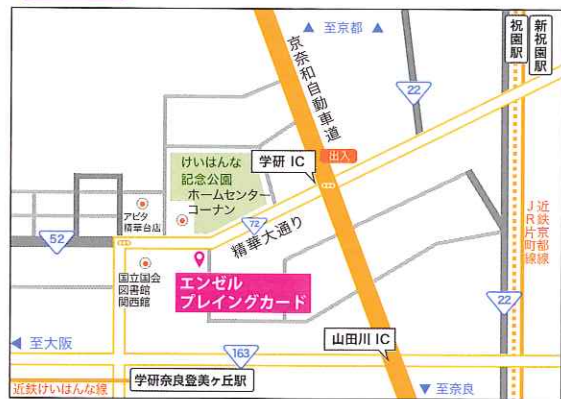 至京都
京奈和自動車道
22
祝園駅
新祝園駅
けいはんな
記念公園
ホームセンター
コーナン
学研 IC
出入
アピタ
精華台店
72
精華大通り
52
国立国会
図書館
関西館
エンゼル
プレイングカード
近鉄京都線
JR片町線
22
至大阪
163
山田川 IC
学研奈良登美ヶ丘駅
近鉄けいはんな線
至奈良